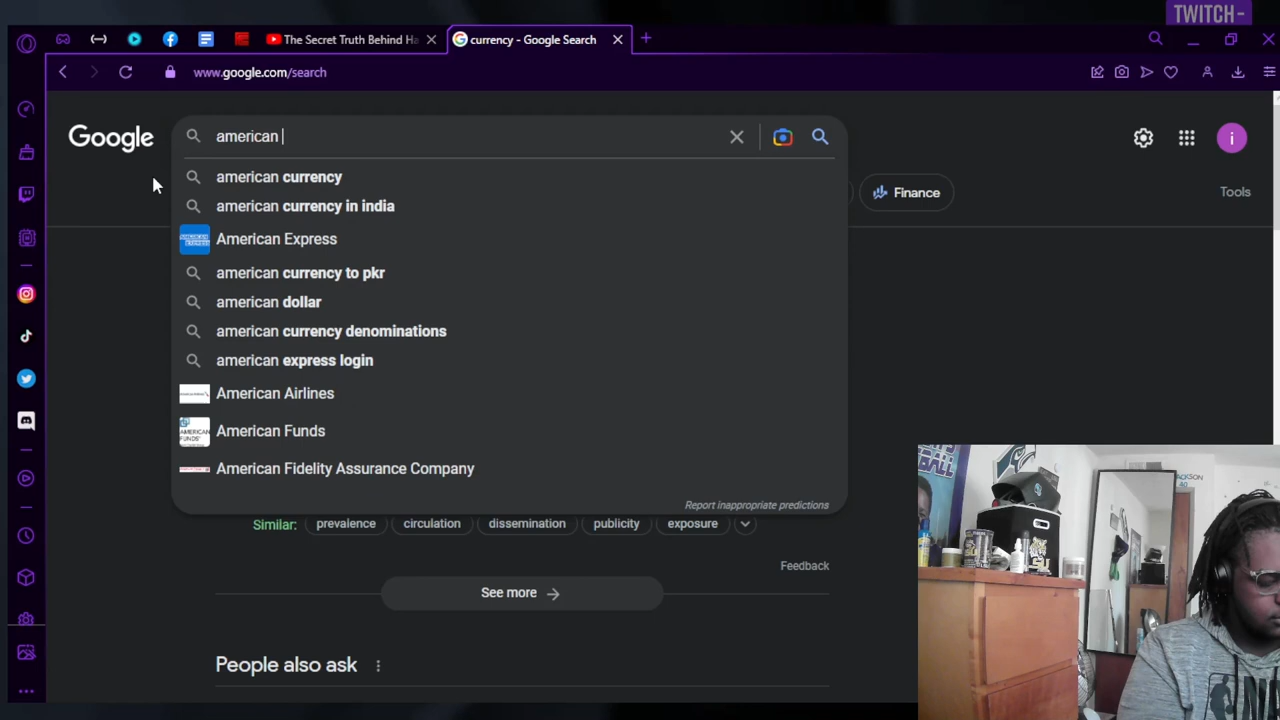 TWITCH-
The Secret Truth Behind Ha
currency - Google Search
www.google.com/search
Google
american
i
american currency
american currency in india
American Express
american currency to pkr
american dollar
american currency denominations
american express login
American Airlines
American Funds
American Fidelity Assurance Company
Report inappropriate predictions
Finance
Tools
Similar:
prevalence
circulation
dissemination
publicity
exposure
Feedback
See more
People also ask
JACKSON
40